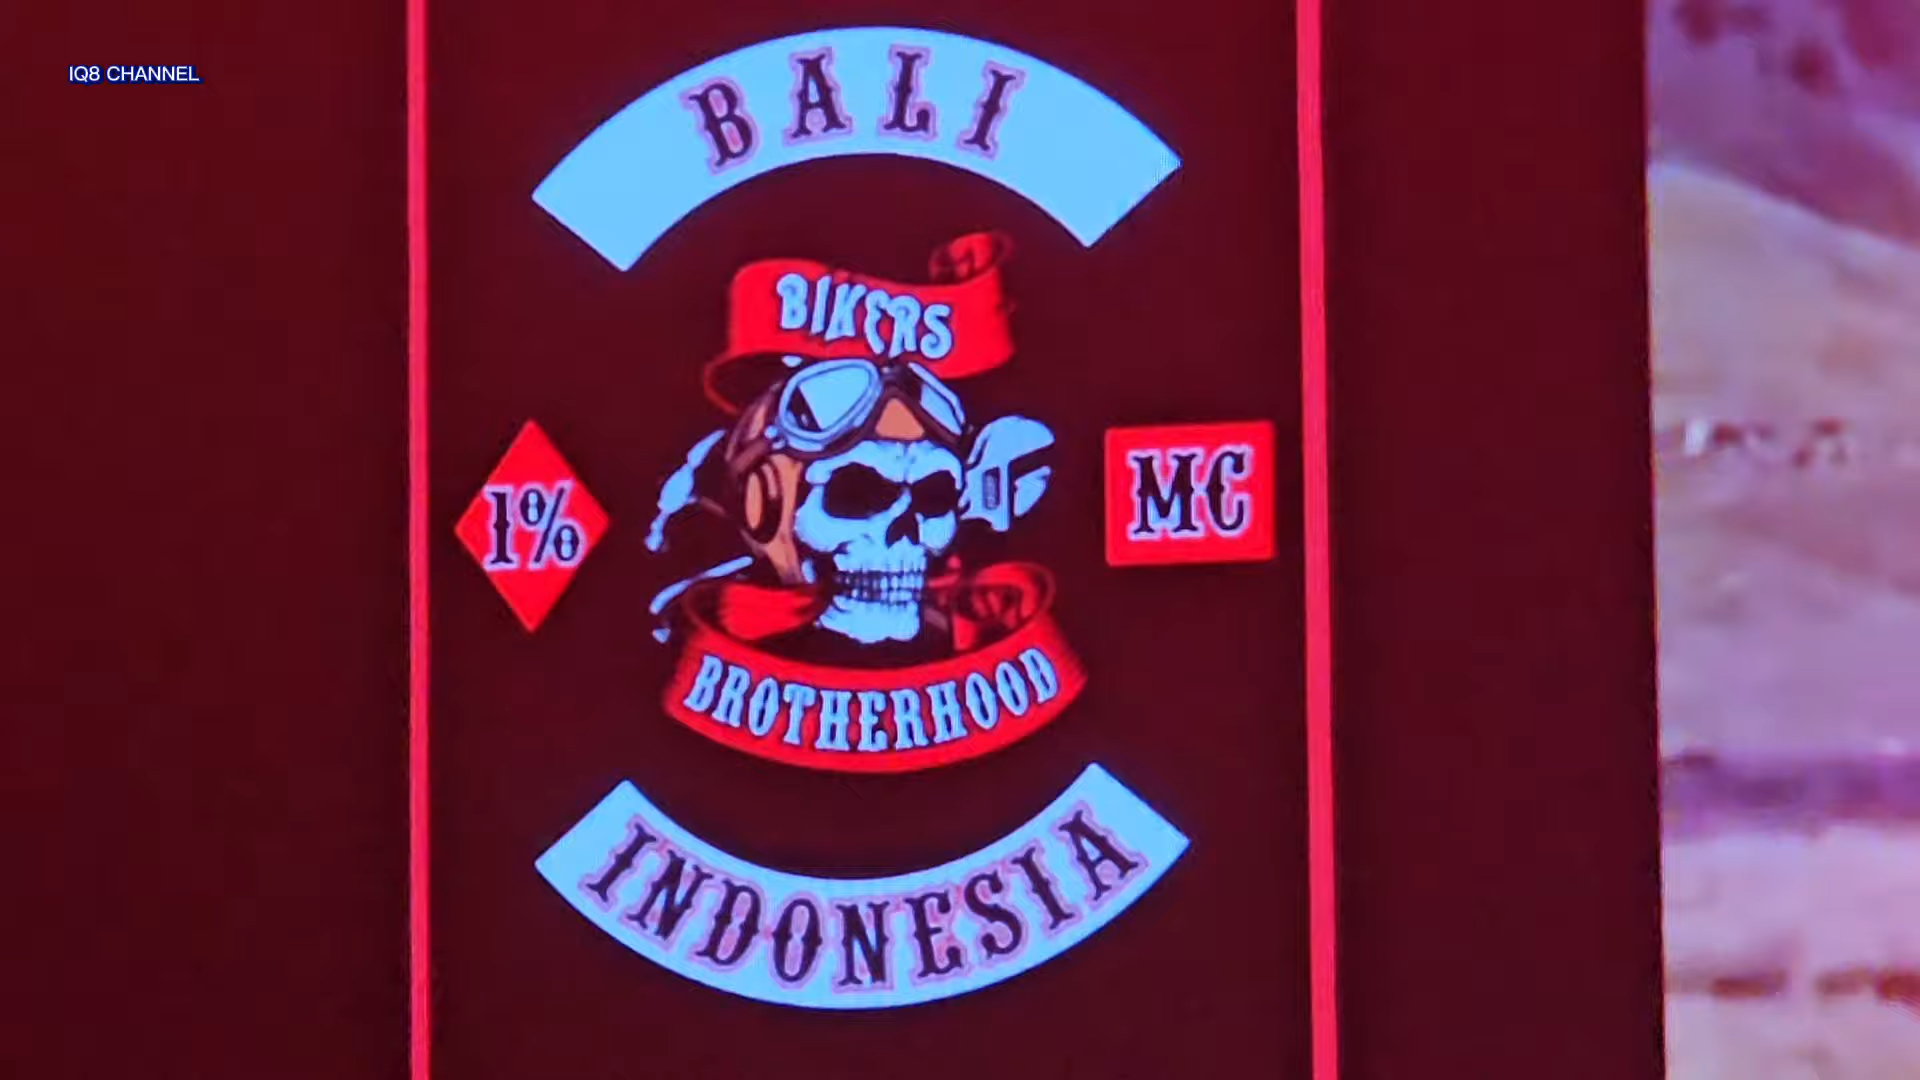 IQ8 CHANNEL
BALI
BIKERS
1%
MC
BROTHERHOOD
INDONESIA